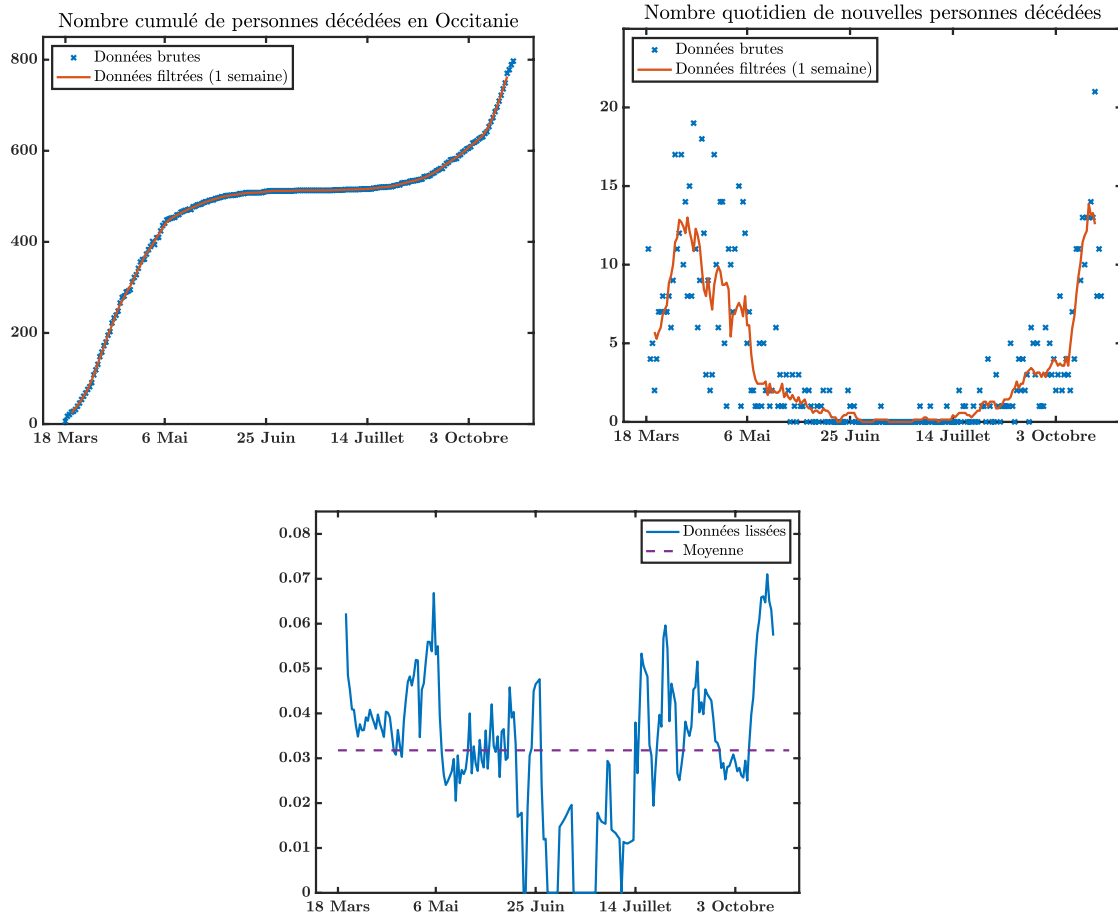 Nombre cumulé de personnes décédées en Occitanie
Données brutes
Données filtrées (1 semaine)
800
600
400
200
0
18 Mars
6 Mai
25 Juin
14 Juillet
3 Octobre
Nombre quotidien de nouvelles personnes décédées
Données brutes
Données filtrées (1 semaine)
20
15
10
5
0
18 Mars
6 Mai
25 Juin
14 Juillet
3 Octobre
Données lissées
Moyenne
0.08
0.07
0.06
0.05
0.04
0.03
0.02
0.01
0
18 Mars
6 Mai
25 Juin
14 Juillet
3 Octobre